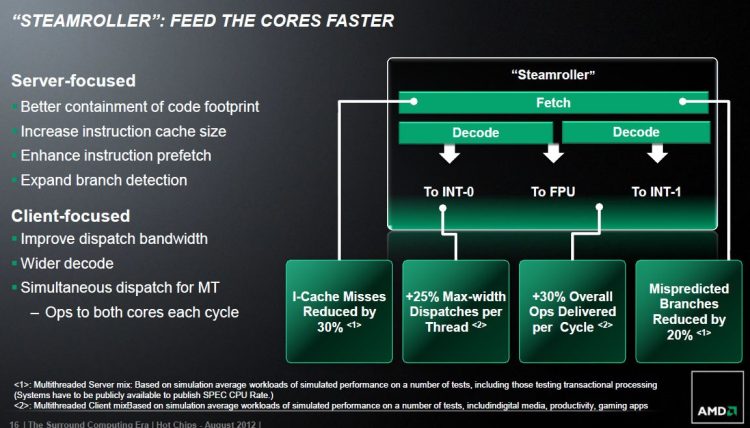 “STEAMROLLER”: FEED THE CORES FASTER
Server-focused
Better containment of code footprint
Increase instruction cache size
Enhance instruction prefetch
Expand branch detection
Client-focused
Improve dispatch bandwidth
Wider decode
Simultaneous dispatch for MT
– Ops to both cores each cycle
“Steamroller”
Fetch
Decode
Decode
To INT-0
To FPU
To INT-1
I-Cache Misses
Reduced by
30% <1>
+25% Max-width
Dispatches per
Thread <2>
+30% Overall
Ops Delivered
per Cycle <2>
Mispredicted
Branches
Reduced by
20% <1>
<1>: Multithreaded Server mix: Based on simulation average workloads of simulated performance on a number of tests, including those testing transactional processing
(Systems have to be publicly available to publish SPEC CPU Rate.)
<2>: Multithreaded Client mixBased on simulation average workloads of simulated performance on a number of tests, includindigital media, productivity, gaming apps
16 | The Surround Computing Era | Hot Chips - August 2012 |
AMD